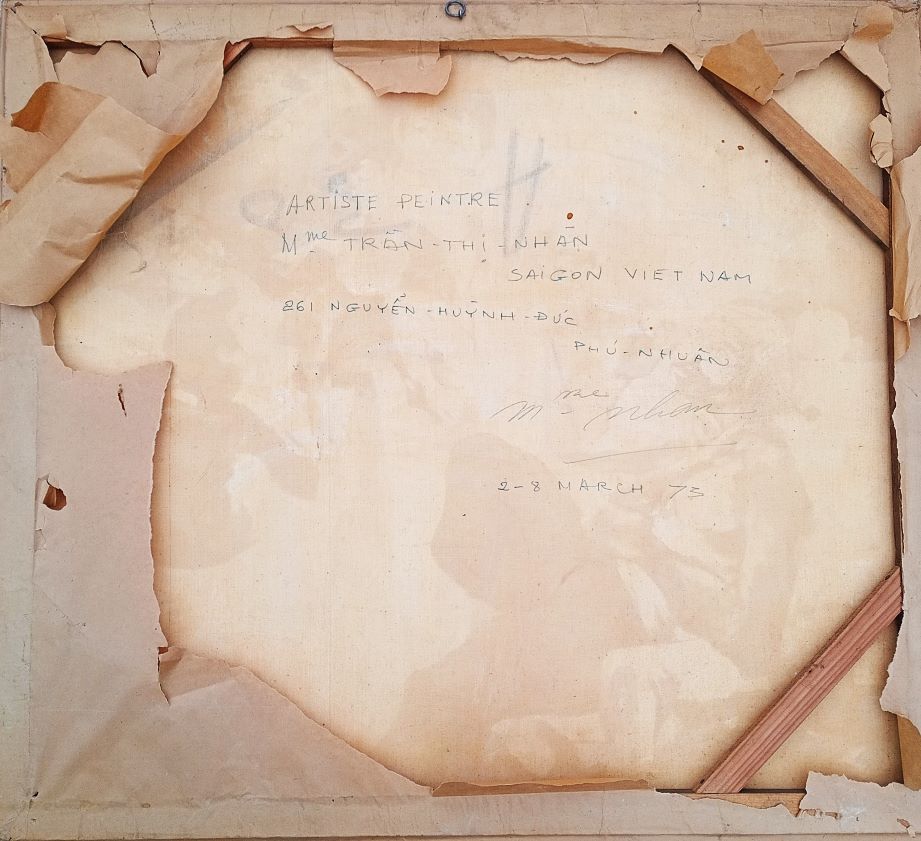 ARTISTE PEINTRE
Mme TRẦN-THỊ-NHÀN
SAIGON VIET NAM
261 NGUYỄN-HUỲNH-ĐỨC
PHÚ-NHUẬN
Mme Nhan
2-8 MARCH 73